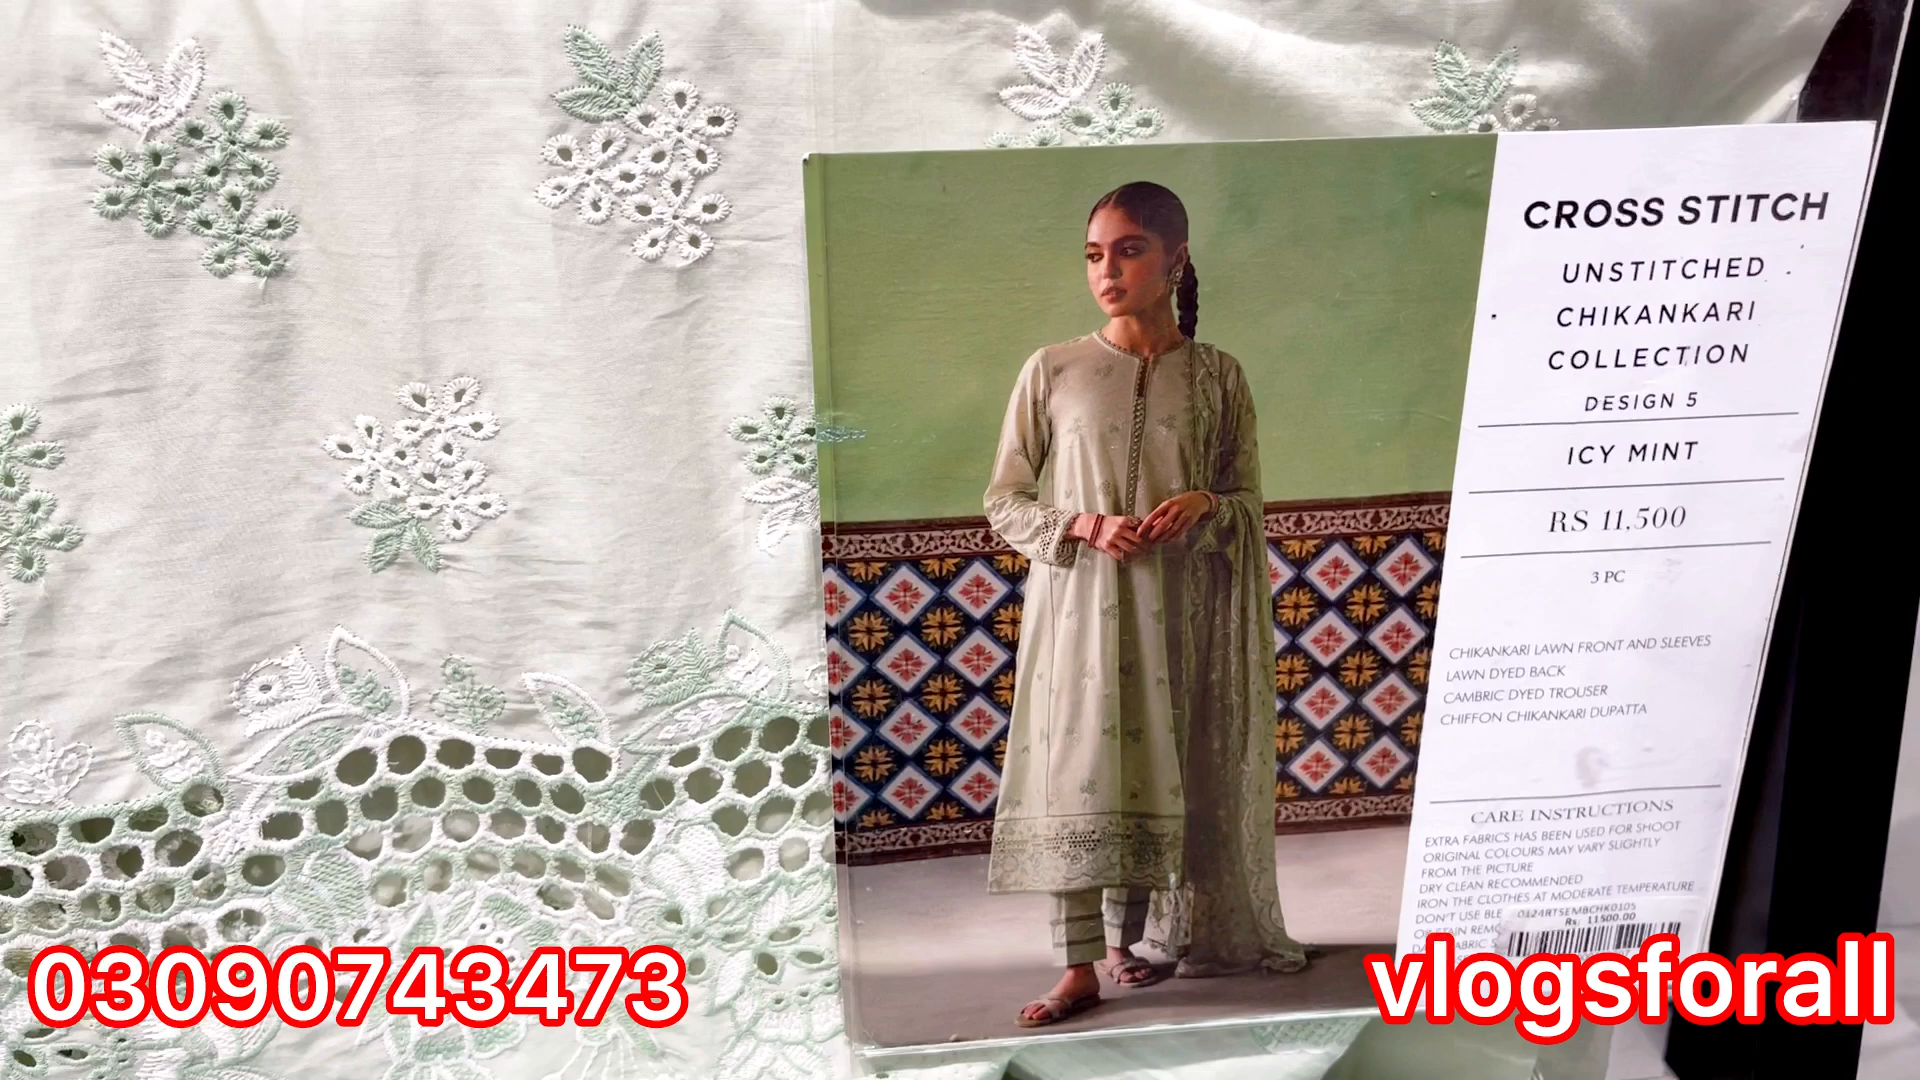 CROSS STITCH
UNSTITCHED
CHIKANKARI
COLLECTION
DESIGN 5
ICY MINT
RS 11,500
3 PC
CHIKANKARI LAWN FRONT AND SLEEVES
LAWN DYED BACK
CAMBRIC DYED TROUSER
CHIFFON CHIKANKARI DUPATTA
CARE INSTRUCTIONS
EXTRA FABRICS HAS BEEN USED FOR SHOOT
ORIGINAL COLOURS MAY VARY SLIGHTLY
FROM THE PICTURE
DRY CLEAN RECOMMENDED
IRON THE CLOTHES AT MODERATE TEMPERATURE
DON'T USE BLE
0124RTSEMBCHK0105
Rs: 11500.00
03090743473
vlogsforall